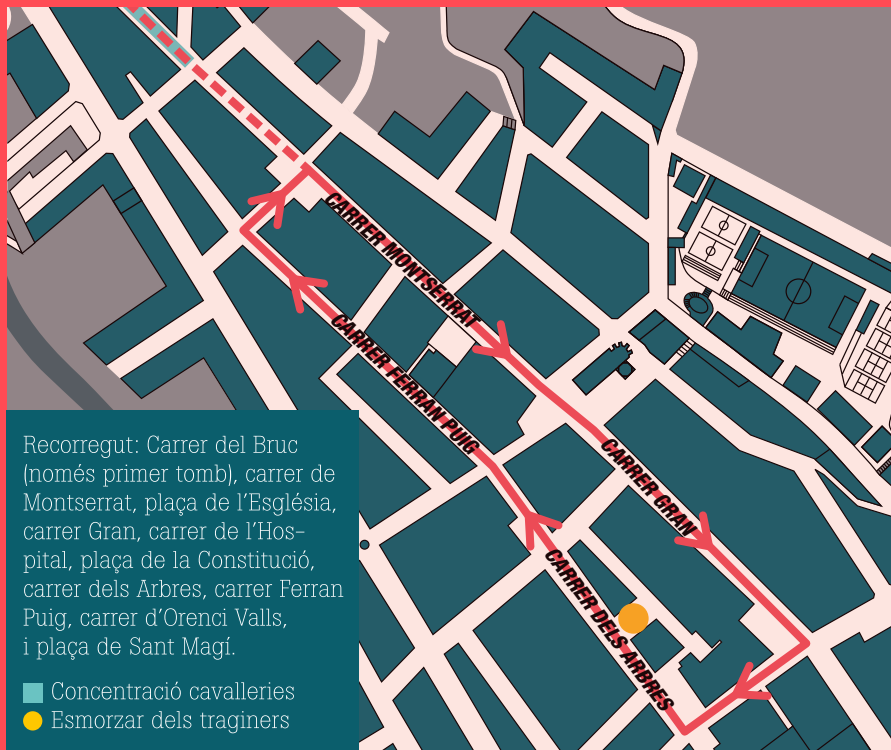 CARRER MONTSERRAT
CARRER FERRAN PUIG
CARRER GRAN
CARRER DELS ARBRES
Recorregut: Carrer del Bruc
(només primer tomb), carrer de
Montserrat, plaça de l'Església,
carrer Gran, carrer de l'Hos-
pital, plaça de la Constitució,
carrer dels Arbres, carrer Ferran
Puig, carrer d'Orenci Valls,
i plaça de Sant Magí.
Concentració cavalleries
Esmorzar dels traginers